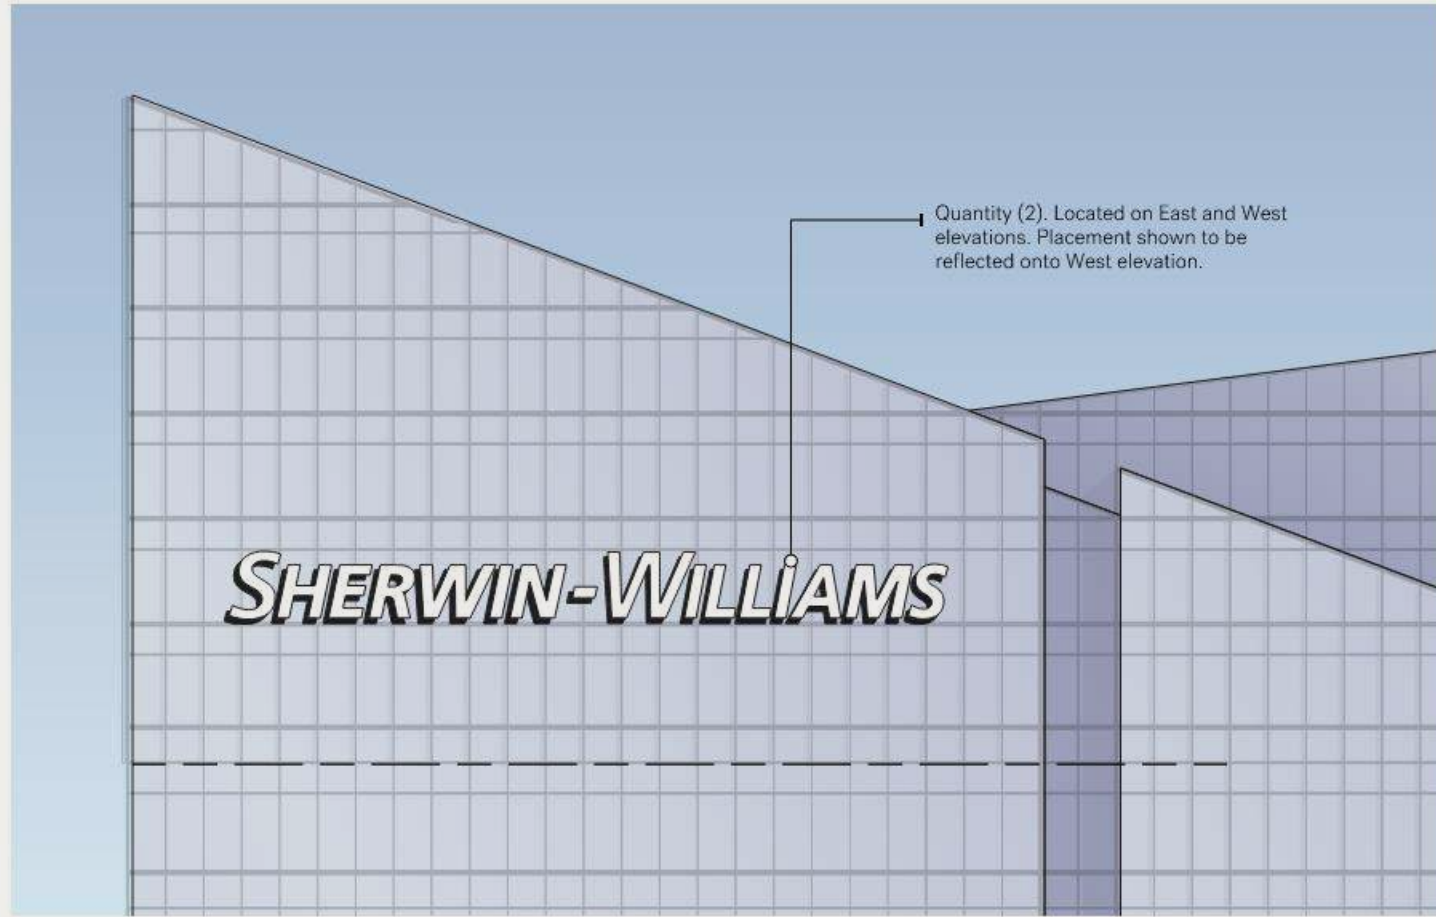 Quantity (2). Located on East and West
elevations. Placement shown to be
reflected onto West elevation.
SHERWIN-WILLIAMS